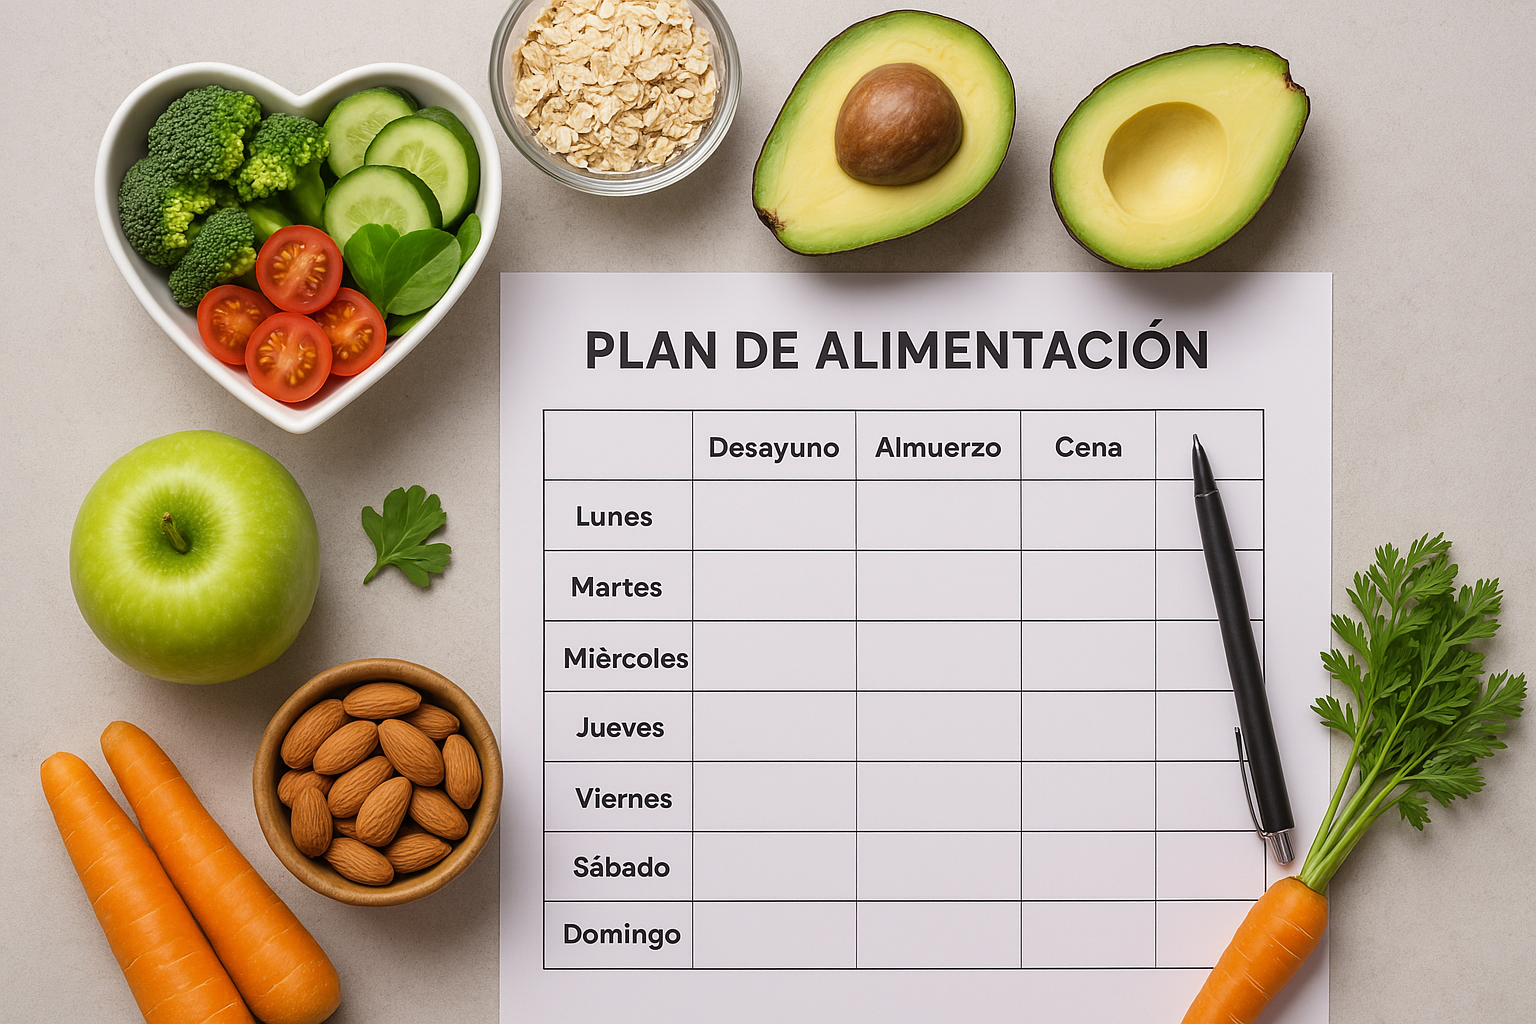 PLAN DE ALIMENTACIÓN
Desayuno Almuerzo Cena
Lunes
Martes
Mièrcoles
Jueves
Viernes
Sábado
Domingo